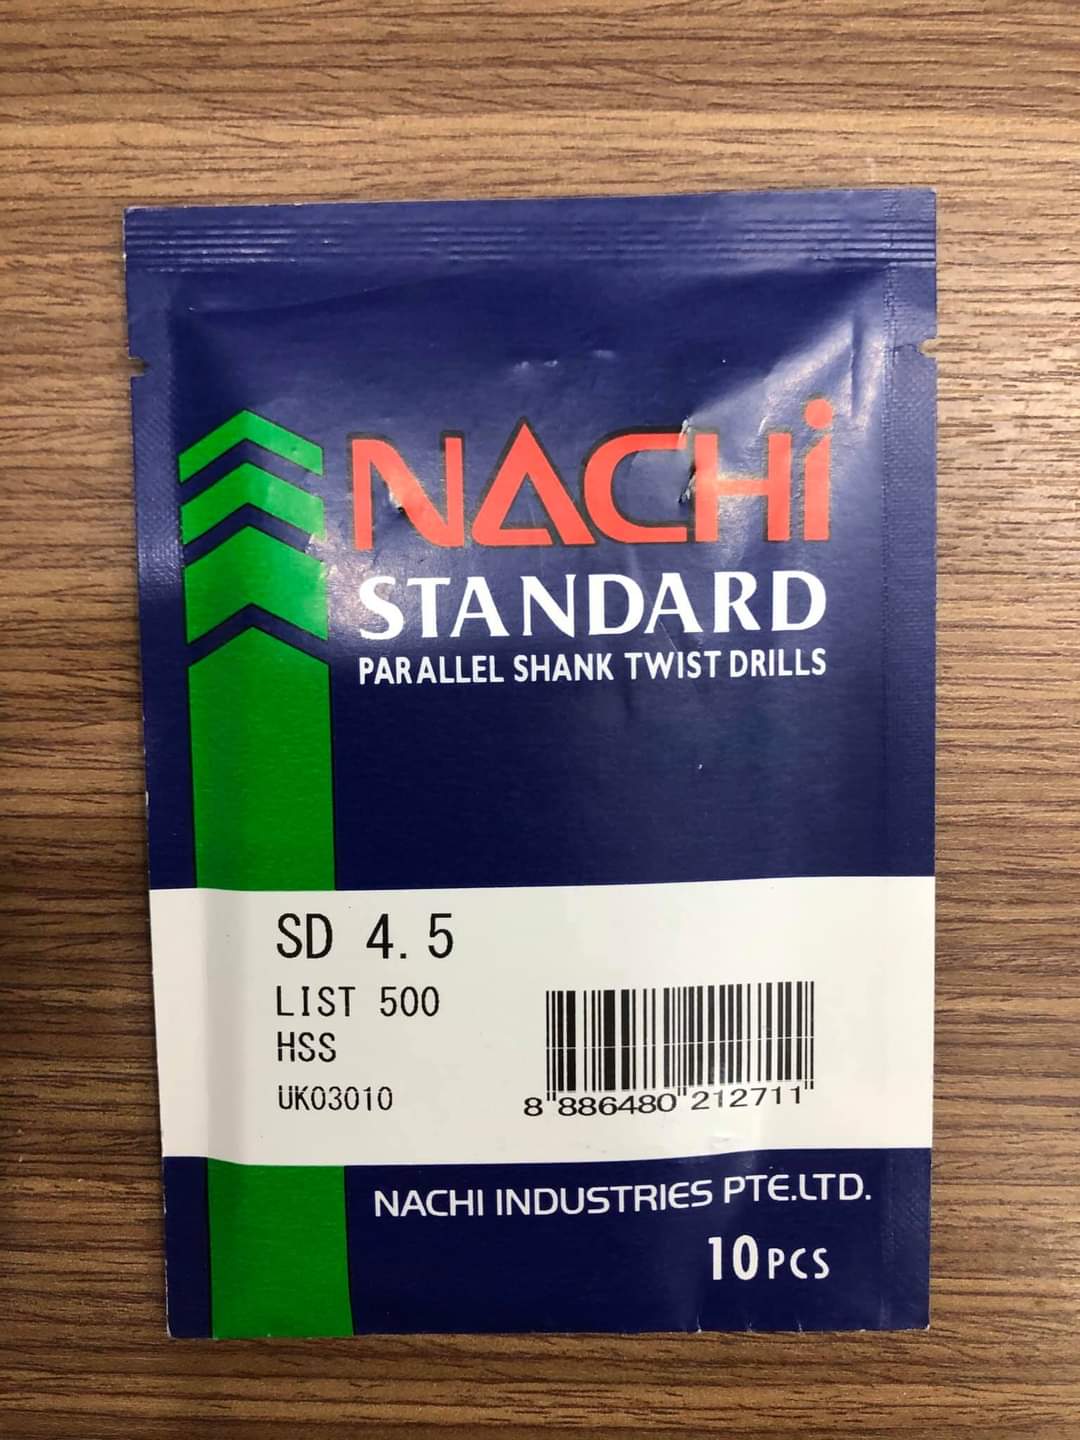 NACHi
STANDARD
PARALLEL SHANK TWIST DRILLS
SD 4.5
LIST 500
HSS
UK03010
8"886480"212711"
NACHI INDUSTRIES PTE.LTD.
10PCS